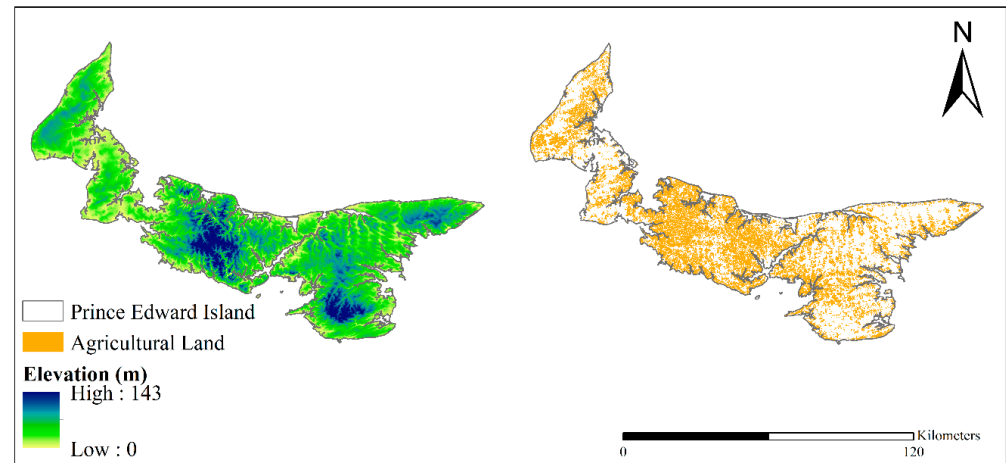 N
Prince Edward Island
Agricultural Land
Elevation (m)
High : 143
Low : 0
Kilometers
0 120